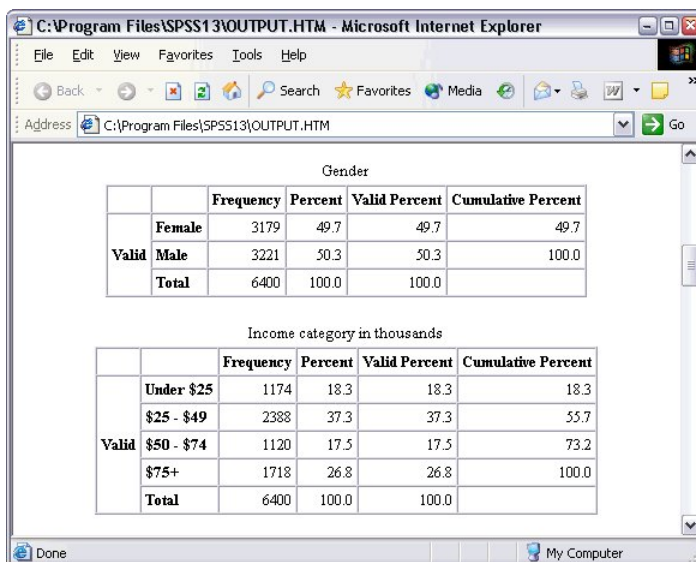 C:\Program Files\SPSS13\OUTPUT.HTM - Microsoft Internet Explorer
File Edit View Favorites Tools Help
Back Search Favorites Media
Address C:\Program Files\SPSS13\OUTPUT.HTM Go
Gender
Frequency Percent Valid Percent Cumulative Percent
Valid Female 3179 49.7 49.7 49.7
Male 3221 50.3 50.3 100.0
Total 6400 100.0 100.0
Income category in thousands
Frequency Percent Valid Percent Cumulative Percent
Valid Under $25 1174 18.3 18.3 18.3
$25 - $49 2388 37.3 37.3 55.7
$50 - $74 1120 17.5 17.5 73.2
$75+ 1718 26.8 26.8 100.0
Total 6400 100.0 100.0
Done My Computer